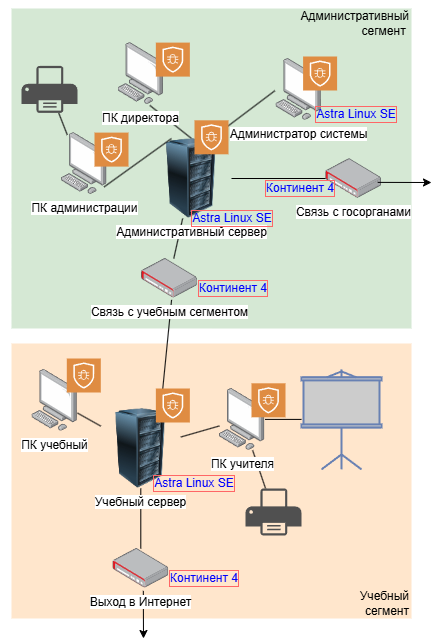 Административный
сегмент
ПК директора
Astra Linux SE
Администратор системы
ПК администрации
Континент 4
Связь с госорганами
Astra Linux SE
Административный сервер
Континент 4
Связь с учебным сегментом
ПК учебный
ПК учителя
Astra Linux SE
Учебный сервер
Континент 4
Выход в Интернет
Учебный
сегмент